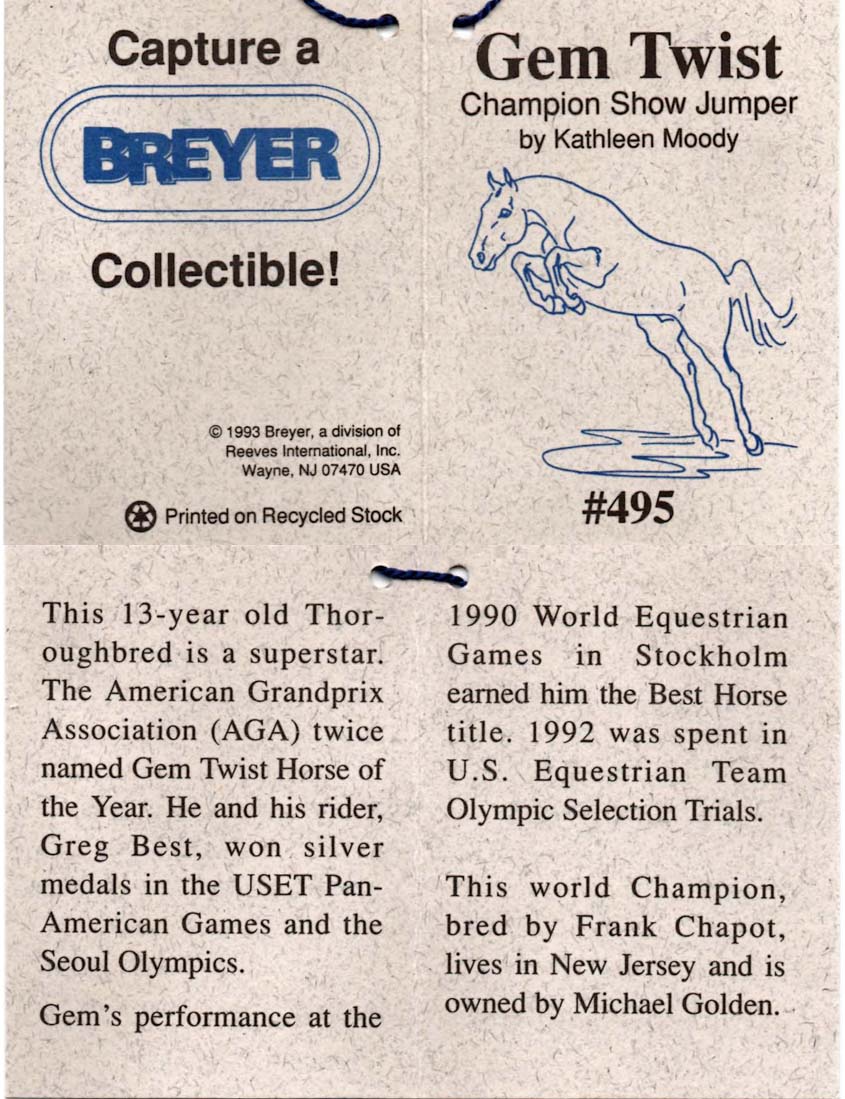 Capture a
BREYER
Collectible!
© 1993 Breyer, a division of
Reeves International, Inc.
Wayne, NJ 07470 USA
Printed on Recycled Stock
Gem Twist
Champion Show Jumper
by Kathleen Moody
#495
This 13-year old Thor-
oughbred is a superstar.
The American Grandprix
Association (AGA) twice
named Gem Twist Horse of
the Year. He and his rider,
Greg Best, won silver
medals in the USET Pan-
American Games and the
Seoul Olympics.
Gem's performance at the
1990 World Equestrian
Games in Stockholm
earned him the Best Horse
title. 1992 was spent in
U.S. Equestrian Team
Olympic Selection Trials.
This world Champion,
bred by Frank Chapot,
lives in New Jersey and is
owned by Michael Golden.